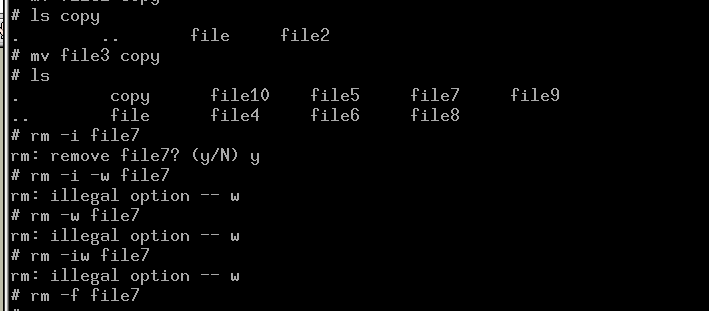 # ls copy
. .. file file2
# mv file3 copy
# ls
. copy file10 file5 file7 file9
.. file file4 file6 file8
# rm -i file7
rm: remove file7? (y/N) y
# rm -i -w file7
rm: illegal option -- w
# rm -w file7
rm: illegal option -- w
# rm -iw file7
rm: illegal option -- w
# rm -f file7